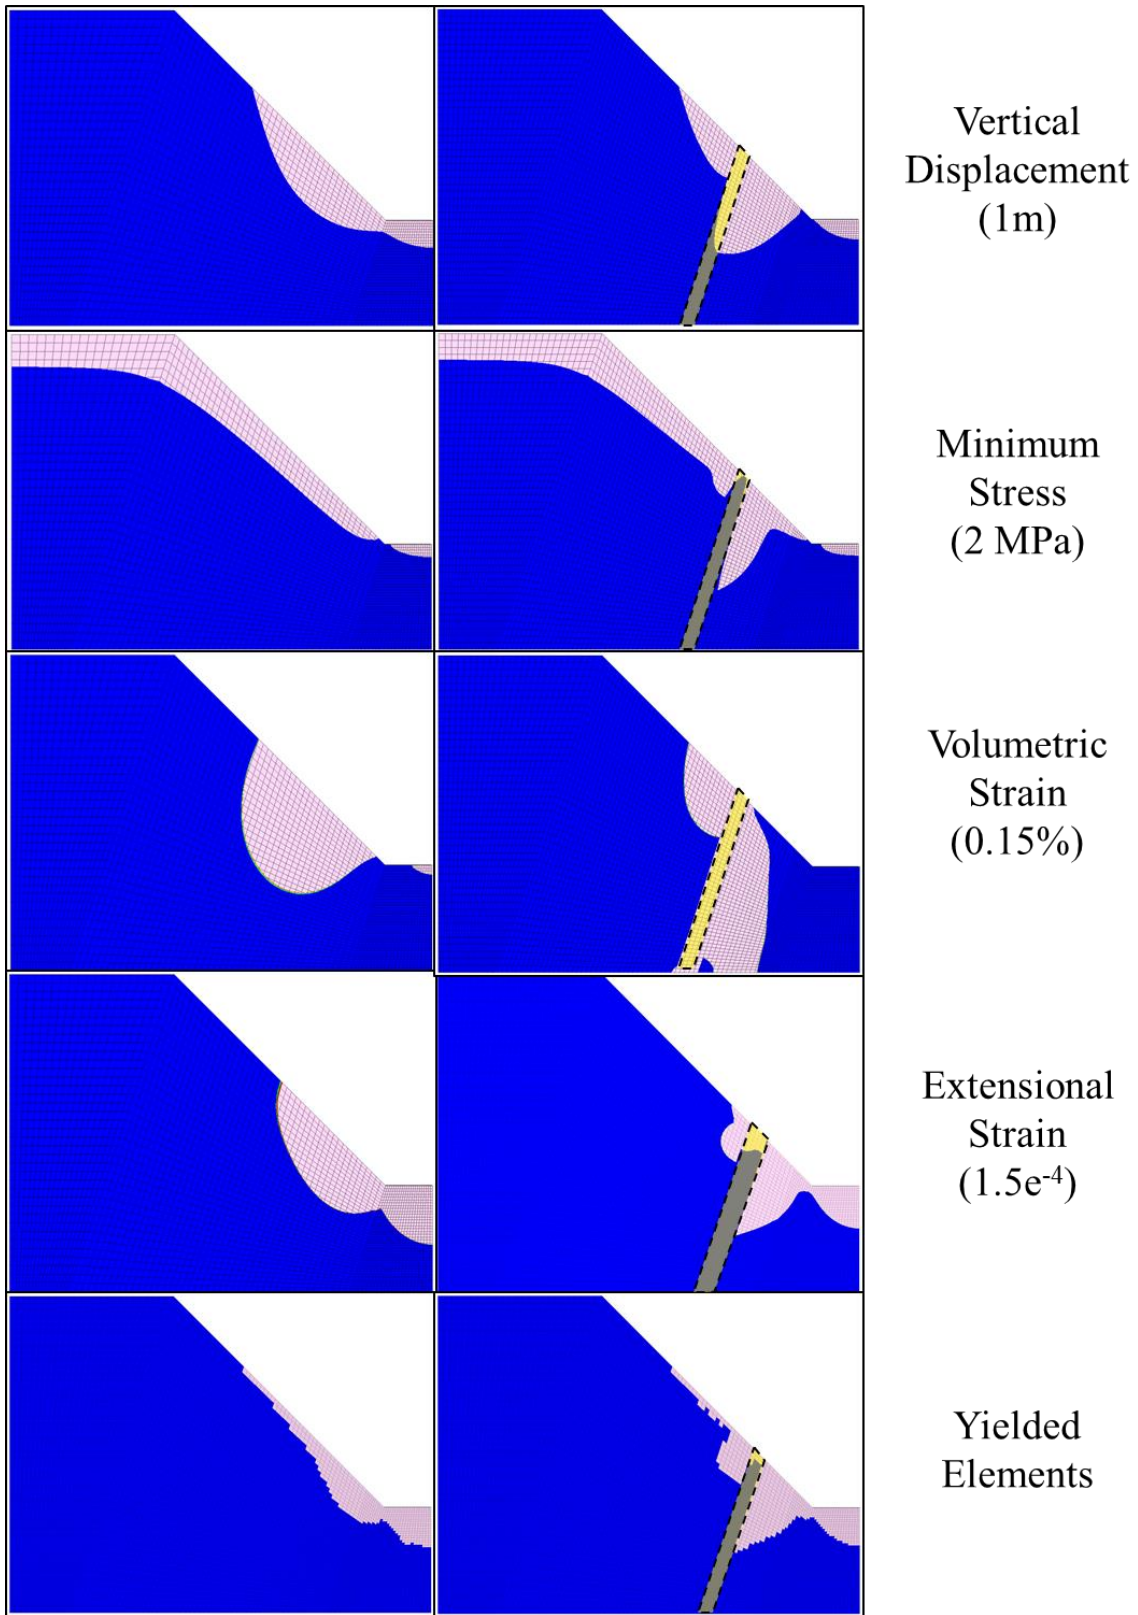 Vertical
Displacement
(1m)
Minimum
Stress
(2 MPa)
Volumetric
Strain
(0.15%)
Extensional
Strain
(1.5e⁻⁴)
Yielded
Elements